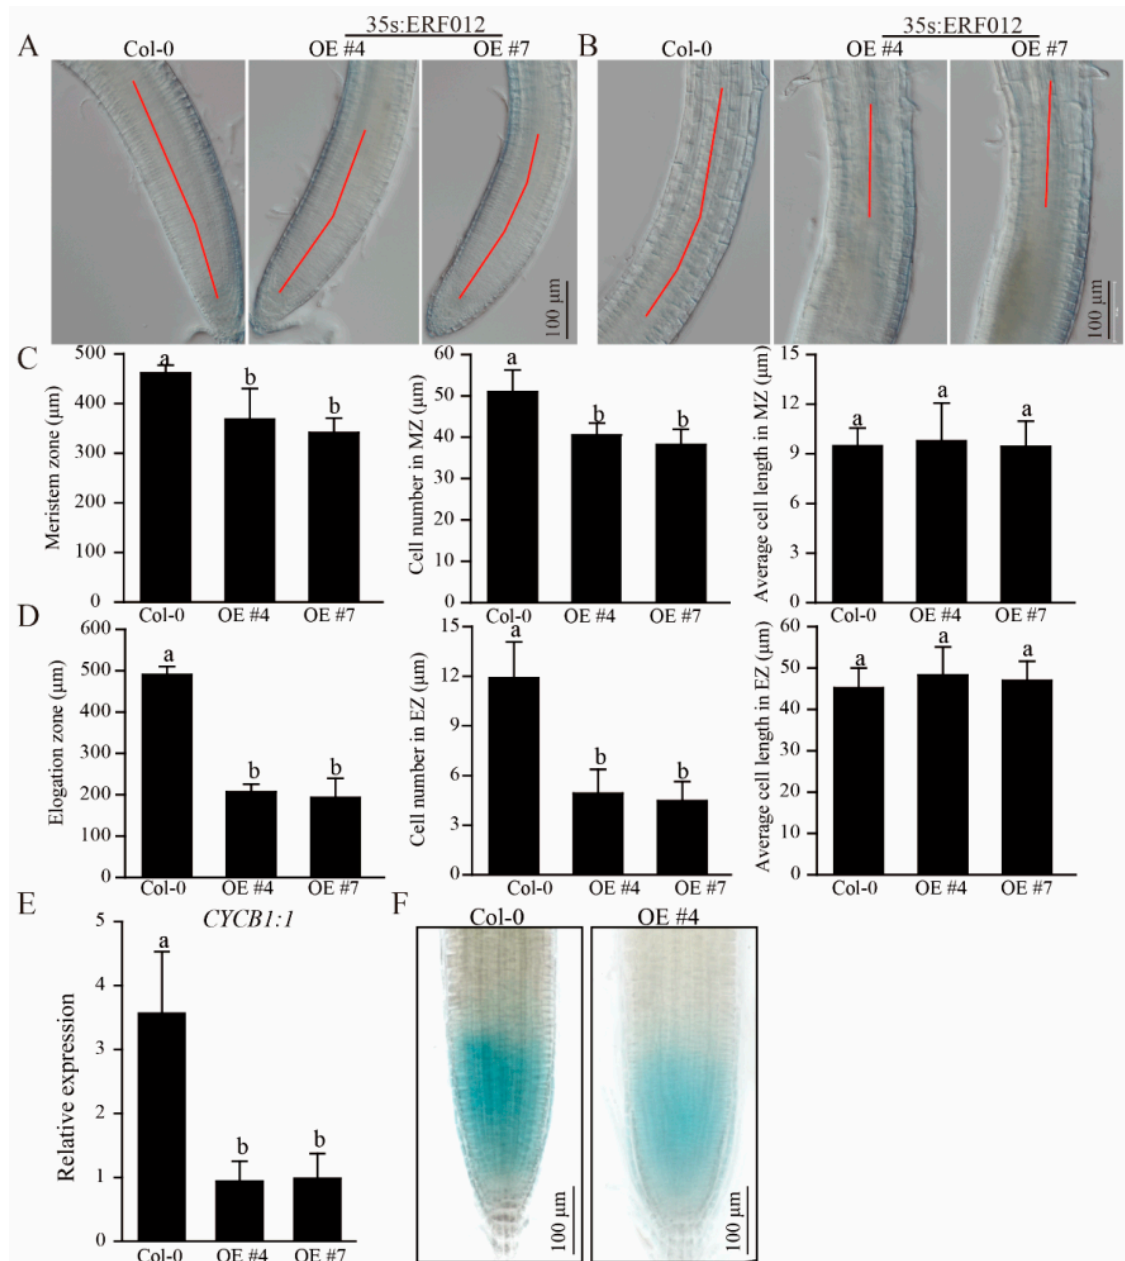 A
35s:ERF012
Col-0 OE #4 OE #7
100 μm
B
35s:ERF012
Col-0 OE #4 OE #7
100 μm
C
Meristem zone (μm)
500
400
300
200
100
0
a b b
Col-0 OE #4 OE #7
Cell number in MZ (μm)
60
50
40
30
20
10
0
a b b
Col-0 OE #4 OE #7
Average cell length in MZ (μm)
15
12
9
6
3
0
a a a
Col-0 OE #4 OE #7
D
Elogation zone (μm)
600
500
400
300
200
100
0
a b b
Col-0 OE #4 OE #7
Cell number in EZ (μm)
15
12
9
6
3
0
a b b
Col-0 OE #4 OE #7
Average cell length in EZ (μm)
60
50
40
30
20
10
0
a a a
Col-0 OE #4 OE #7
E
CYCB1:1
Relative expression
5
4
3
2
1
0
a b b
Col-0 OE #4 OE #7
F
Col-0 OE #4
100 μm
100 μm